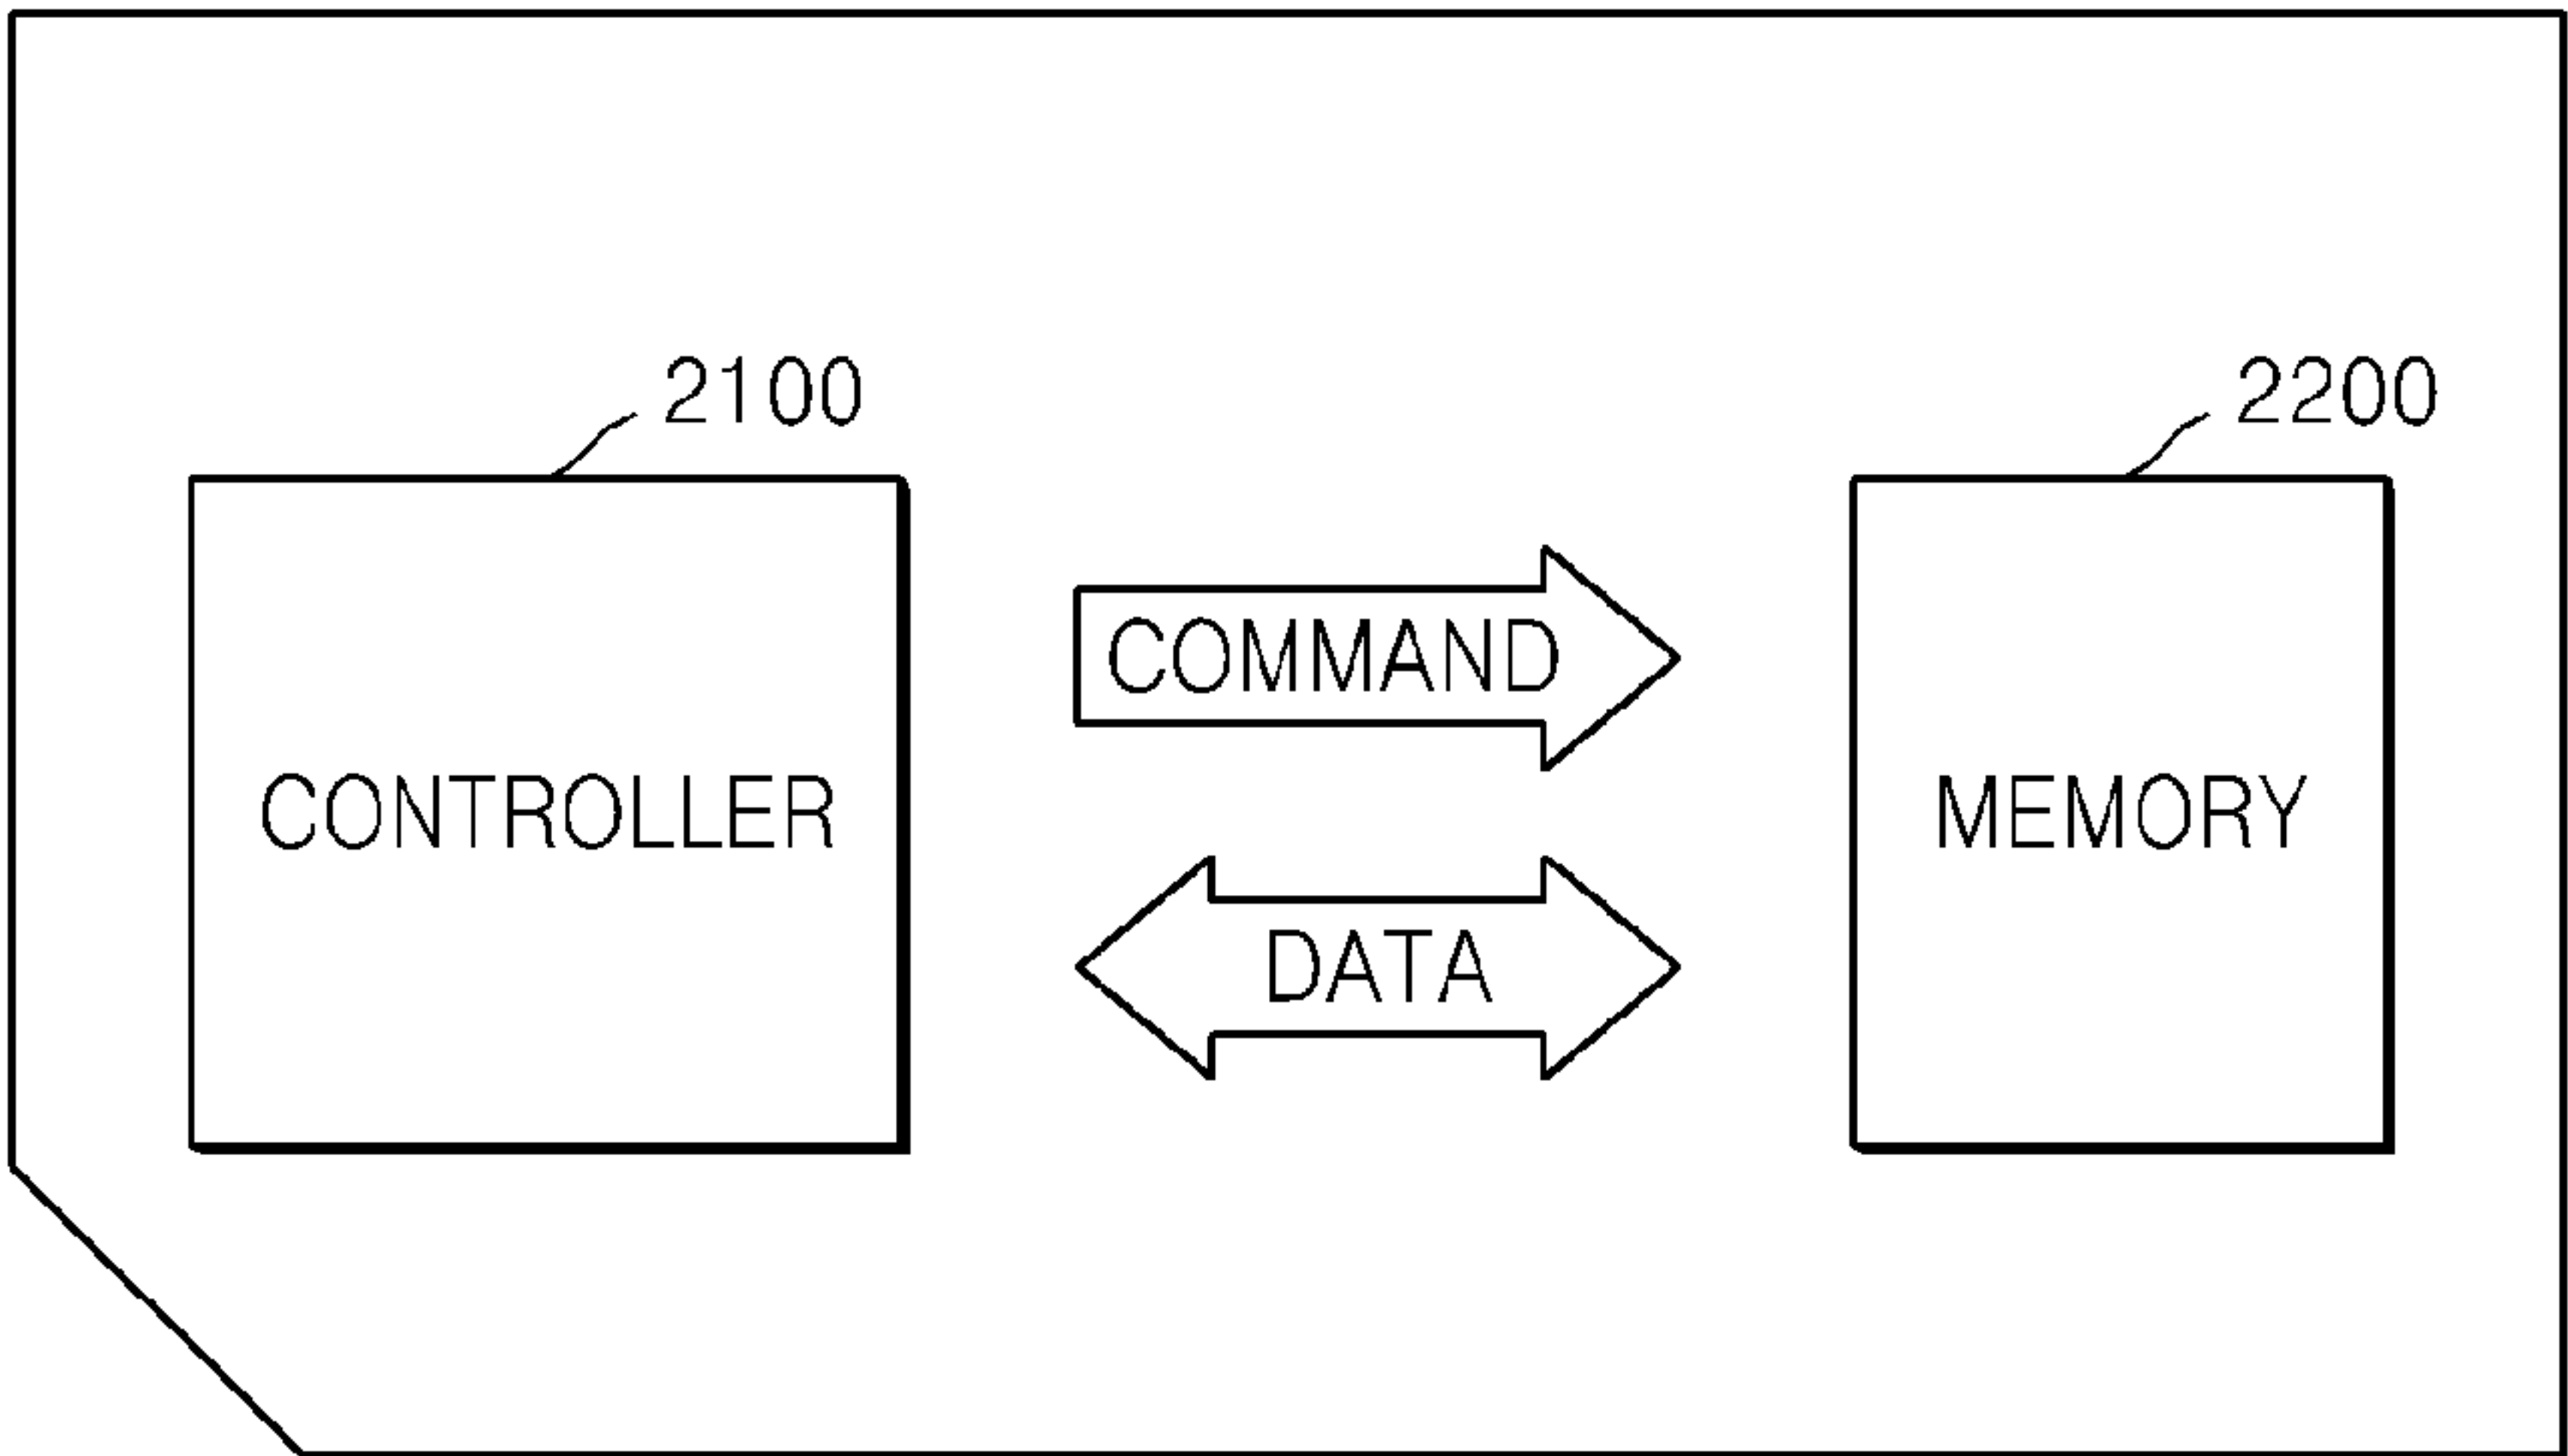 2100
2200
COMMAND
CONTROLLER
MEMORY
DATA